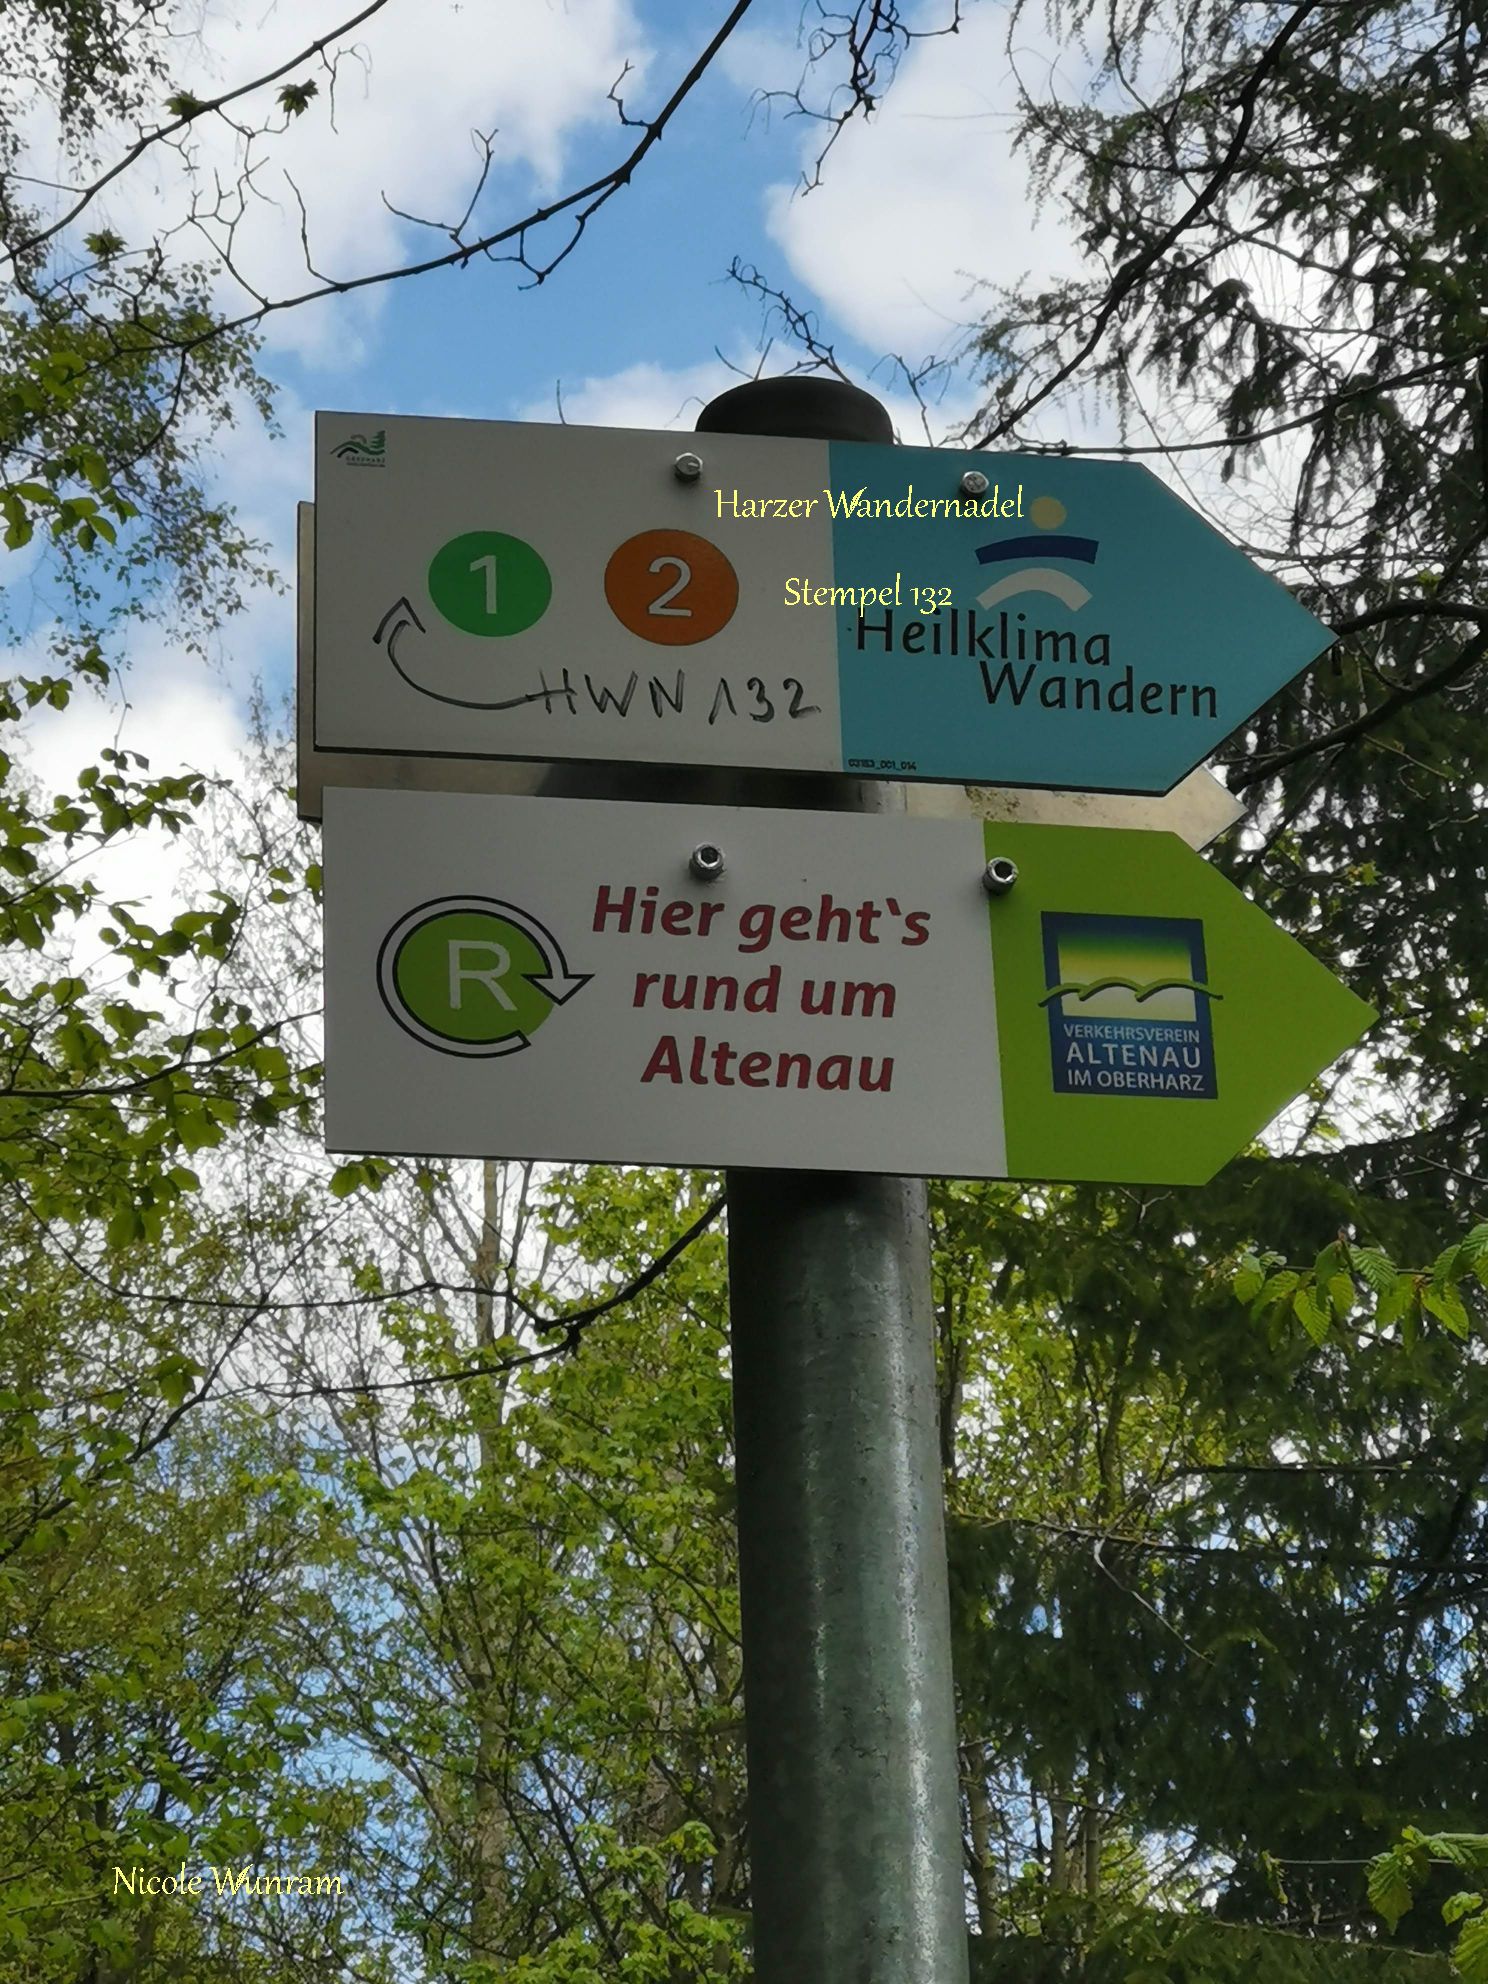 1 2
Harzer Wandernadel
Stempel 132
Heilklima
Wandern
HWN 132
03153_001_014
R
Hier geht's
rund um
Altenau
VERKEHRSVEREIN
ALTENAU
IM OBERHARZ
Nicole Wunram